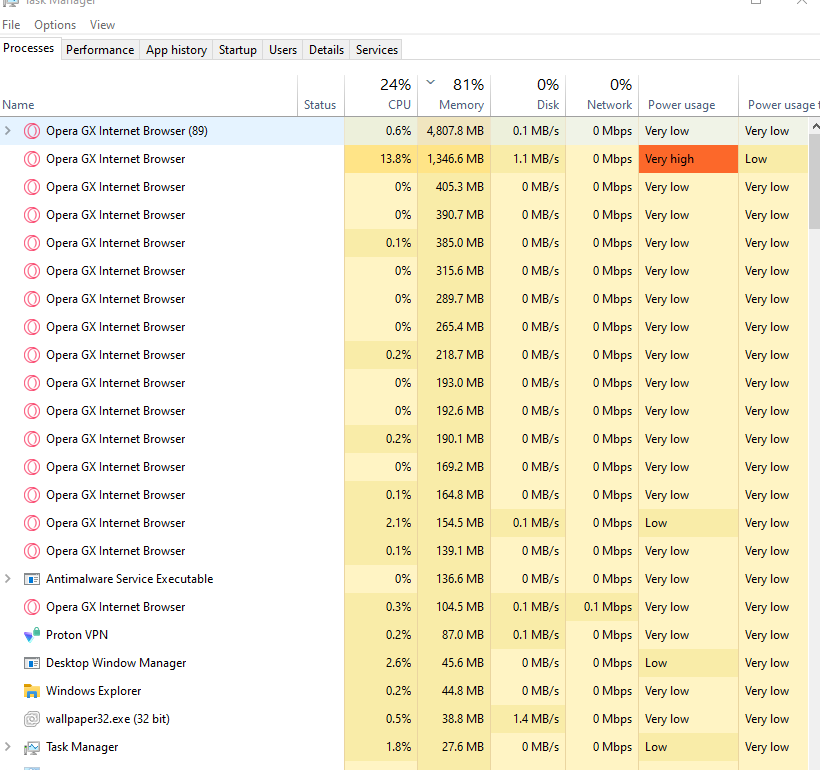 Task Manager
File Options View
Processes Performance App history Startup Users Details Services
24% 81% 0% 0%
Name Status CPU Memory Disk Network Power usage Power usage t
Opera GX Internet Browser (89) 0.6% 4,807.8 MB 0.1 MB/s 0 Mbps Very low Very low
Opera GX Internet Browser 13.8% 1,346.6 MB 1.1 MB/s 0 Mbps Very high Low
Opera GX Internet Browser 0% 405.3 MB 0 MB/s 0 Mbps Very low Very low
Opera GX Internet Browser 0% 390.7 MB 0 MB/s 0 Mbps Very low Very low
Opera GX Internet Browser 0.1% 385.0 MB 0 MB/s 0 Mbps Very low Very low
Opera GX Internet Browser 0% 315.6 MB 0 MB/s 0 Mbps Very low Very low
Opera GX Internet Browser 0% 289.7 MB 0 MB/s 0 Mbps Very low Very low
Opera GX Internet Browser 0% 265.4 MB 0 MB/s 0 Mbps Very low Very low
Opera GX Internet Browser 0.2% 218.7 MB 0 MB/s 0 Mbps Very low Very low
Opera GX Internet Browser 0% 193.0 MB 0 MB/s 0 Mbps Very low Very low
Opera GX Internet Browser 0% 192.6 MB 0 MB/s 0 Mbps Very low Very low
Opera GX Internet Browser 0.2% 190.1 MB 0 MB/s 0 Mbps Very low Very low
Opera GX Internet Browser 0% 169.2 MB 0 MB/s 0 Mbps Very low Very low
Opera GX Internet Browser 0.1% 164.8 MB 0 MB/s 0 Mbps Very low Very low
Opera GX Internet Browser 2.1% 154.5 MB 0.1 MB/s 0 Mbps Low Very low
Opera GX Internet Browser 0.1% 139.1 MB 0 MB/s 0 Mbps Very low Very low
Antimalware Service Executable 0% 136.6 MB 0 MB/s 0 Mbps Very low Very low
Opera GX Internet Browser 0.3% 104.5 MB 0.1 MB/s 0.1 Mbps Very low Very low
Proton VPN 0.2% 87.0 MB 0.1 MB/s 0 Mbps Very low Very low
Desktop Window Manager 2.6% 45.6 MB 0 MB/s 0 Mbps Low Very low
Windows Explorer 0.2% 44.8 MB 0 MB/s 0 Mbps Very low Very low
wallpaper32.exe (32 bit) 0.5% 38.8 MB 1.4 MB/s 0 Mbps Very low Very low
Task Manager 1.8% 27.6 MB 0 MB/s 0 Mbps Low Very low